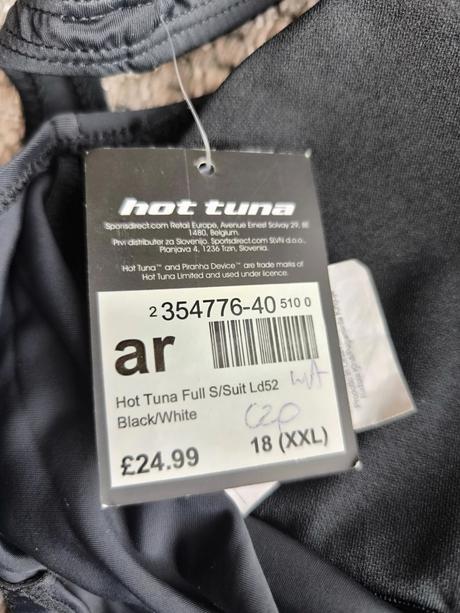 hot tuna
Sportsdirect.com Retail Europe, Avenue Ernest Solvay 29, BE
1480, Belgium.
Prvi distributer za Slovenijo. Sportsdirect.com SLVN d.o.o.,
Planjava 4, 1236 Trzin, Slovenia.
Hot Tuna™ and Piranha Device™ are trade marks of
Hot Tuna Limited and used under licence.
2 354776-40 510 0
ar
Hot Tuna Full S/Suit Ld52
Black/White
£24.99
18 (XXL)